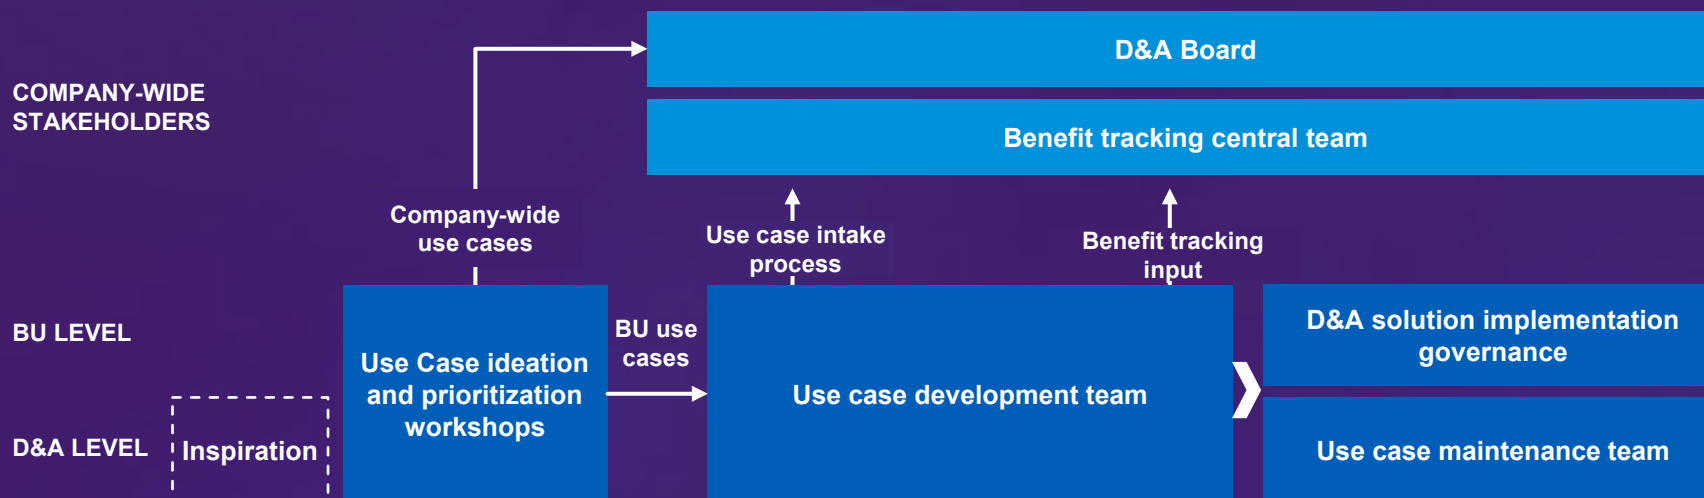 D&A Board
COMPANY-WIDE
STAKEHOLDERS
Benefit tracking central team
Company-wide
use cases
Use case intake
process
Benefit tracking
input
BU LEVEL
Use Case ideation
and prioritization
workshops
BU use
cases
Use case development team
D&A solution implementation
governance
D&A LEVEL
Inspiration
Use case maintenance team